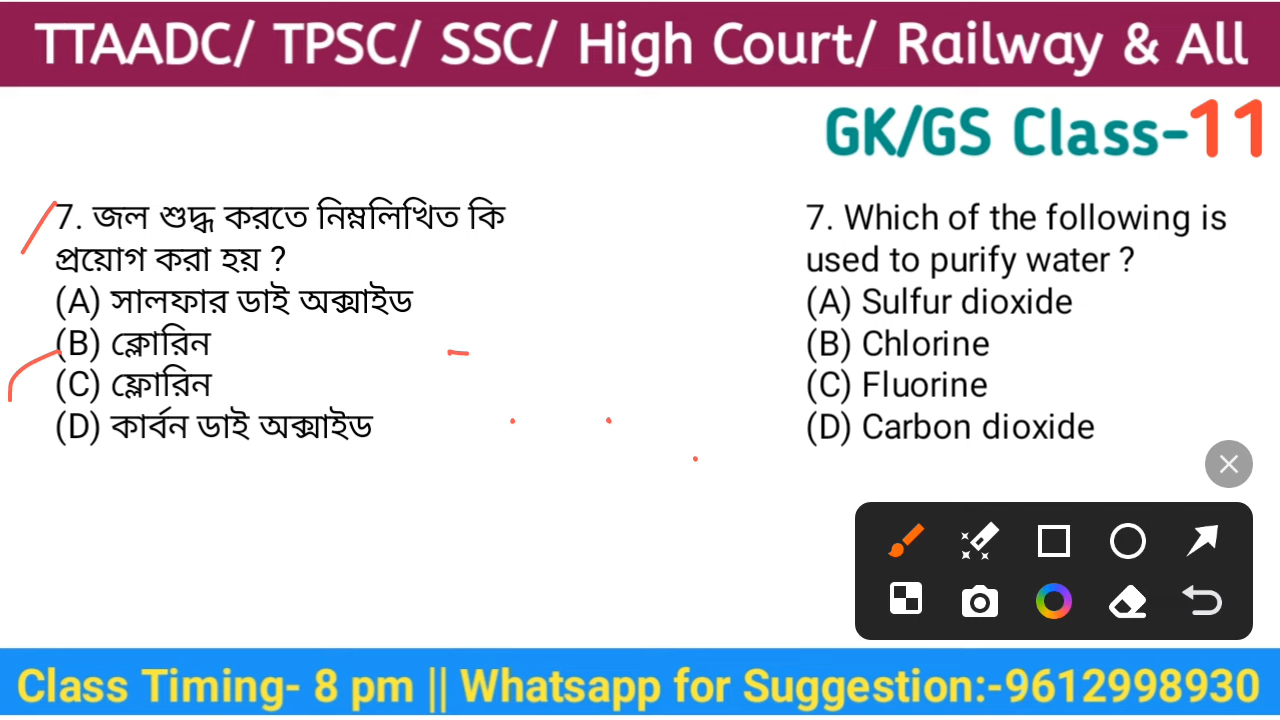 TTAADC/ TPSC/ SSC/ High Court/ Railway & All
GK/GS Class-11
7. জল শুদ্ধ করতে নিম্নলিখিত কি
প্রয়োগ করা হয় ?
(A) সালফার ডাই অক্সাইড
(B) ক্লোরিন
(C) ফ্লোরিন
(D) কার্বন ডাই অক্সাইড
7. Which of the following is
used to purify water ?
(A) Sulfur dioxide
(B) Chlorine
(C) Fluorine
(D) Carbon dioxide
Class Timing- 8 pm || Whatsapp for Suggestion:-9612998930